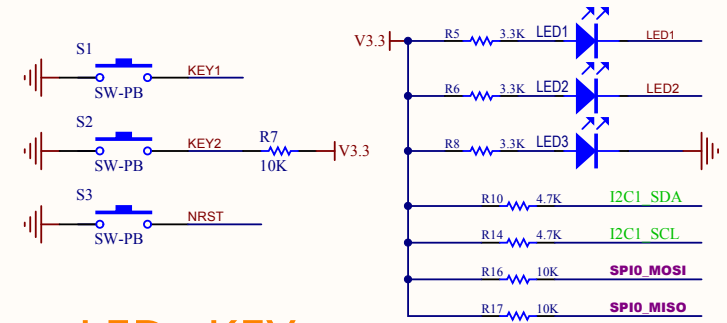 S1
KEY1
SW-PB
S2
KEY2
R7
V3.3
SW-PB
10K
S3
NRST
SW-PB
V3.3
R5 3.3K LED1 LED1
R6 3.3K LED2 LED2
R8 3.3K LED3
R10 4.7K I2C1_SDA
R14 4.7K I2C1_SCL
R16 10K SPI0_MOSI
R17 10K SPI0_MISO